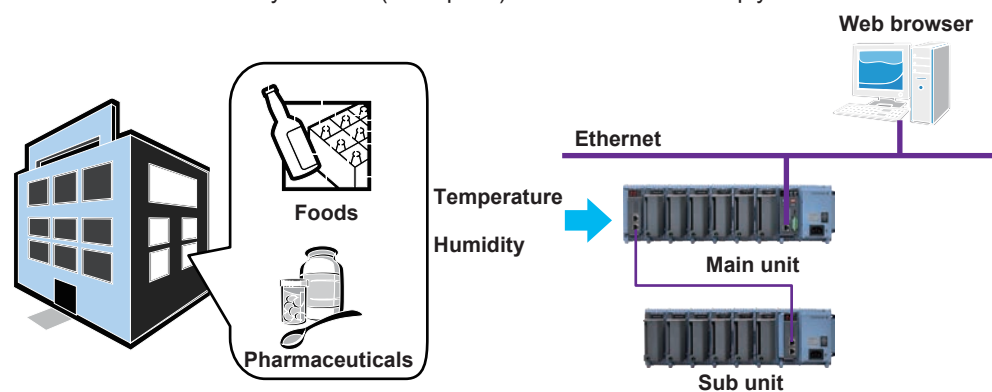 Web browser
Ethernet
Foods
Temperature
Humidity
Main unit
Pharmaceuticals
Sub unit